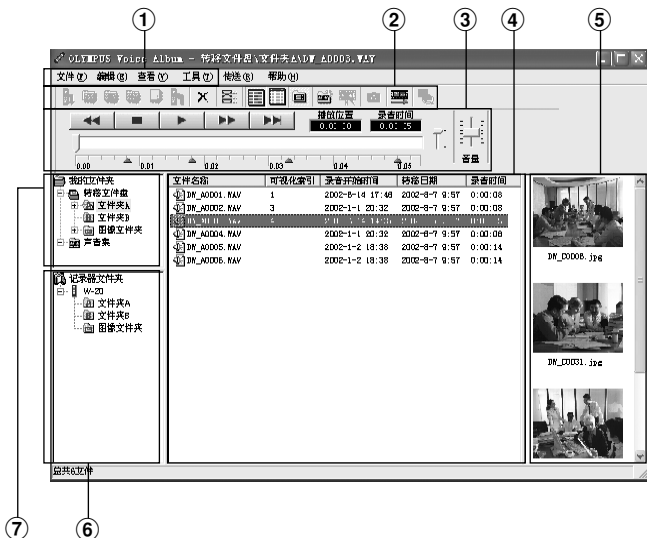 ① ② ③ ④ ⑤
OLYMPUS Voice Album - 转移文件盘\文件夹A\DW_A0003.WAV
文件(F) 编辑(E) 查看(V) 工具(T) 传送(R) 帮助(H)
播放位置 录音时间
0:00:00 0:00:05
音量
0.00 0.01 0.02 0.03 0.04 0.05
我的文件夹
转移文件盘
文件夹A
文件夹B
图像文件夹
声音集
文件名称 可视化索引 录音开始时间 转移日期 录音时间
DW_A0001.WAV 1 2002-6-14 17:46 2002-8-7 9:57 0:00:08
DW_A0002.WAV 3 2002-1-1 20:32 2002-8-7 9:57 0:00:08
DW_A0004.WAV 2002-1-1 20:32 2002-8-7 9:57 0:00:08
DW_A0005.WAV 2002-1-2 18:38 2002-8-7 9:57 0:00:14
DW_A0006.WAV 2002-1-2 18:38 2002-8-7 9:57 0:00:14
DW_C0008.jpg
DW_C0031.jpg
记录器文件夹
W-20
文件夹A
文件夹B
图像文件夹
总共6文件
⑦ ⑥